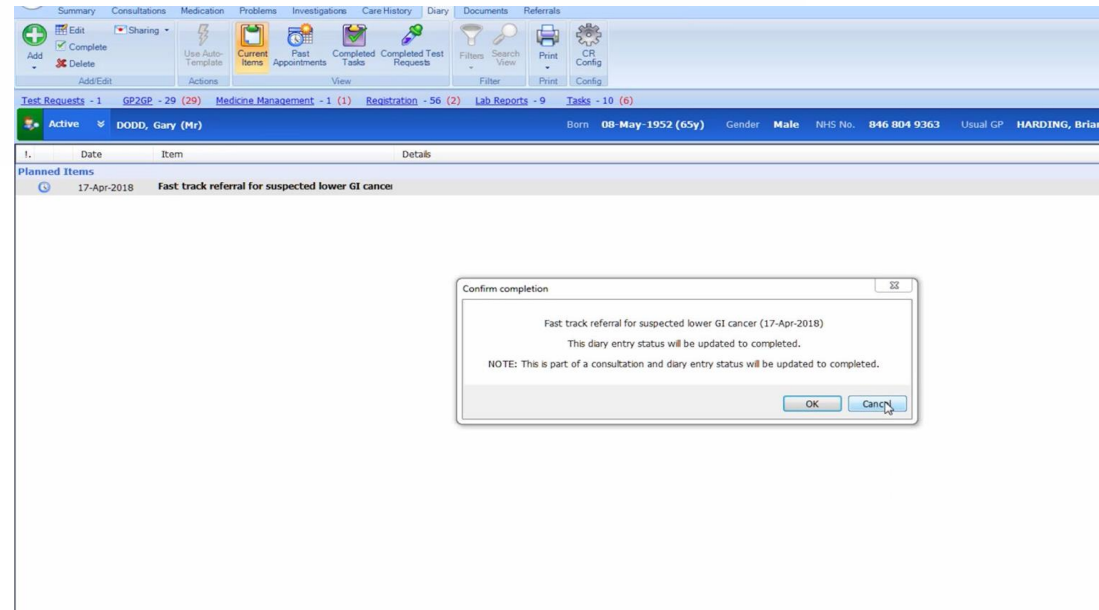 Summary Consultations Medication Problems Investigations Care History Diary Documents Referrals
Add
Edit
Complete
Delete
Sharing
Use Auto-Template
Current Items
Past Appointments
Completed Tasks
Completed Test Requests
Filters
Search View
Print
CR Config
Add/Edit Actions View Filter Print Config
Test Requests - 1 GP2GP - 29 (29) Medicine Management - 1 (1) Registration - 56 (2) Lab Reports - 9 Tasks - 10 (6)
Active DODD, Gary (Mr) Born 08-May-1952 (65y) Gender Male NHS No. 846 804 9363 Usual GP HARDING, Brian
!. Date Item Details
Planned Items
17-Apr-2018 Fast track referral for suspected lower GI cancer
Confirm completion
Fast track referral for suspected lower GI cancer (17-Apr-2018)
This diary entry status will be updated to completed.
NOTE: This is part of a consultation and diary entry status will be updated to completed.
OK Cancel